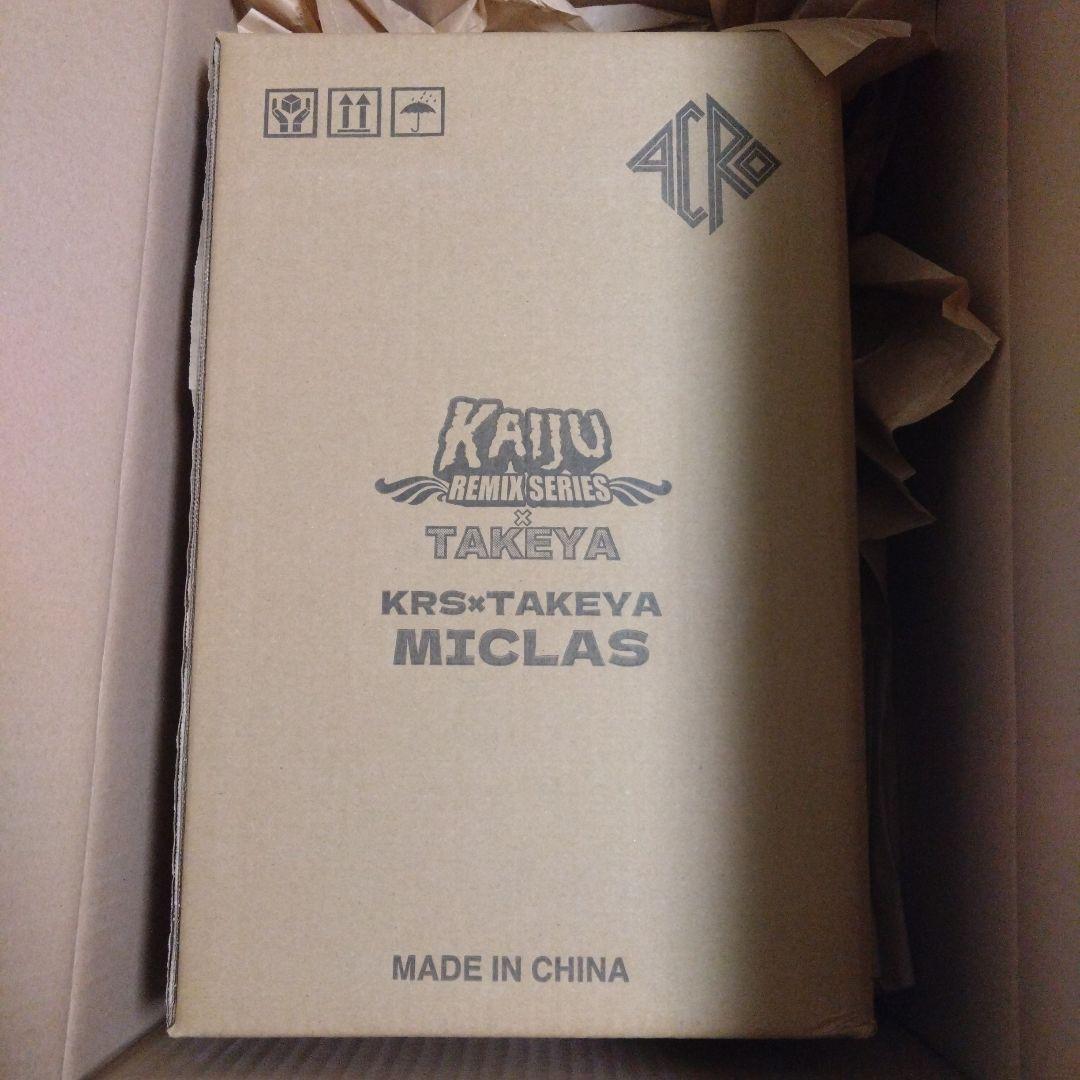 ACRO
KAIJU
REMIX SERIES
×
TAKEYA
KRS×TAKEYA
MICLAS
MADE IN CHINA